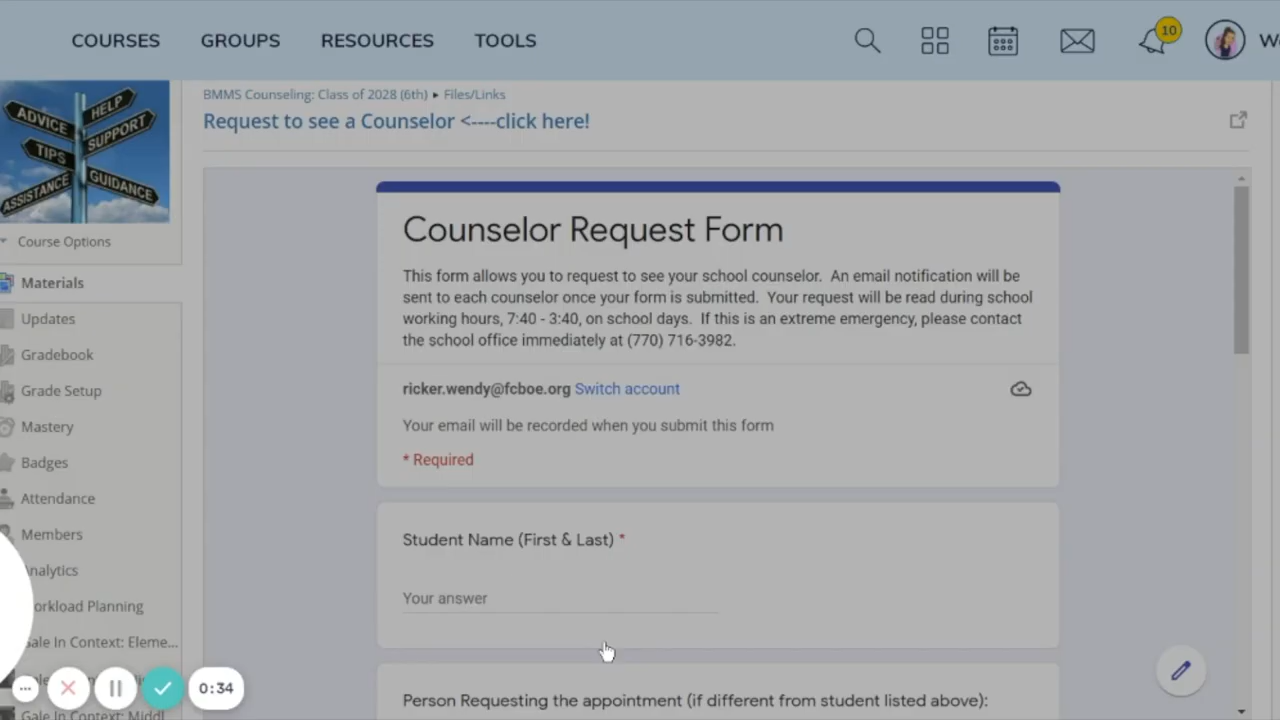 COURSES GROUPS RESOURCES TOOLS
10
BMMS Counseling: Class of 2028 (6th) ▸ Files/Links
Request to see a Counselor <----click here!
ADVICE
HELP
SUPPORT
TIPS
ASSISTANCE
GUIDANCE
Course Options
Materials
Updates
Gradebook
Grade Setup
Mastery
Badges
Attendance
Members
Analytics
orkload Planning
Gale In Context: Eleme...
Gale In Context: Middl
0:34
Counselor Request Form
This form allows you to request to see your school counselor. An email notification will be
sent to each counselor once your form is submitted. Your request will be read during school
working hours, 7:40 - 3:40, on school days. If this is an extreme emergency, please contact
the school office immediately at (770) 716-3982.
ricker.wendy@fcboe.org Switch account
Your email will be recorded when you submit this form
* Required
Student Name (First & Last) *
Your answer
Person Requesting the appointment (if different from student listed above):